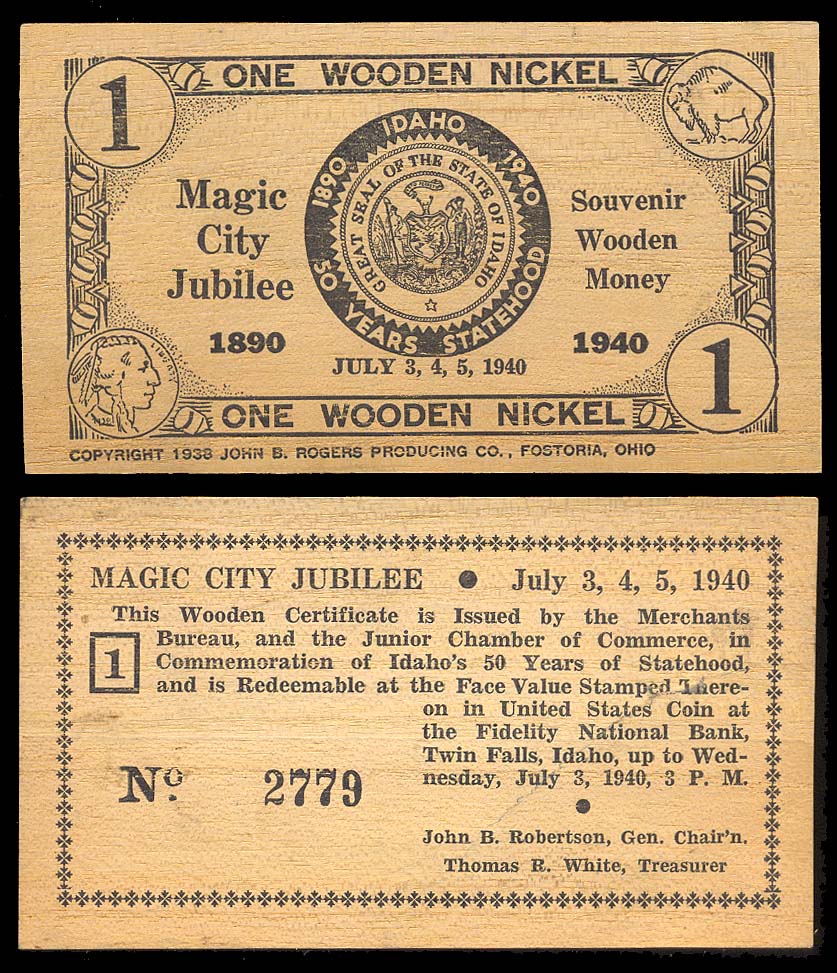 1
ONE WOODEN NICKEL
Magic
City
Jubilee
1890
IDAHO
1890 1940
50 YEARS STATEHOOD
GREAT SEAL OF THE STATE OF IDAHO
JULY 3, 4, 5, 1940
Souvenir
Wooden
Money
1940
LIBERTY
1
ONE WOODEN NICKEL
COPYRIGHT 1938 JOHN B. ROGERS PRODUCING CO., FOSTORIA, OHIO
MAGIC CITY JUBILEE ● July 3, 4, 5, 1940
This Wooden Certificate is Issued by the Merchants
1
Bureau, and the Junior Chamber of Commerce, in
Commemoration of Idaho's 50 Years of Statehood,
and is Redeemable at the Face Value Stamped There-
on in United States Coin at
the Fidelity National Bank,
Twin Falls, Idaho, up to Wed-
nesday, July 3, 1940, 3 P. M.
No. 2779
John B. Robertson, Gen. Chair'n.
Thomas R. White, Treasurer